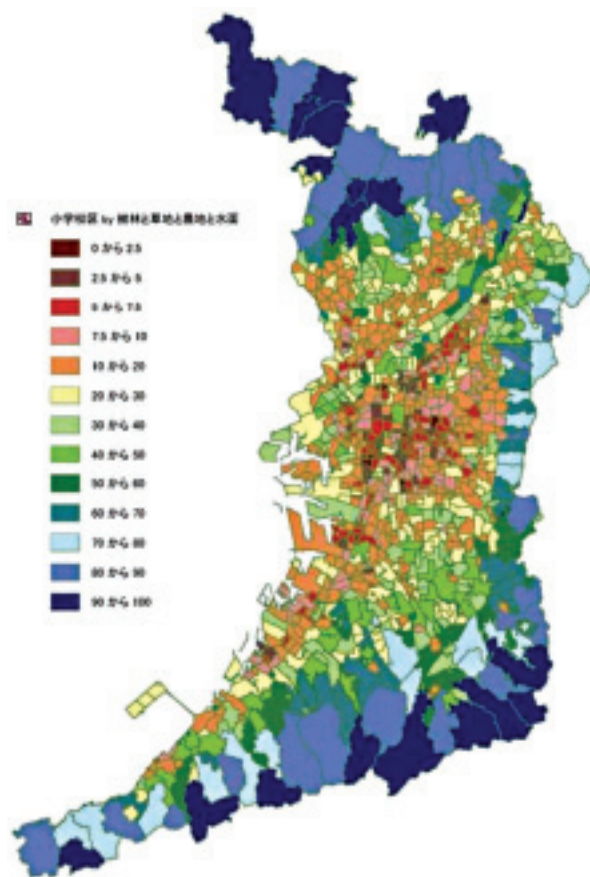 小学校区 by 樹林と草地と農地と水面
0 から 2.5
2.5 から 5
5 から 7.5
7.5 から 10
10 から 20
20 から 30
30 から 40
40 から 50
50 から 60
60 から 70
70 から 80
80 から 90
90 から 100